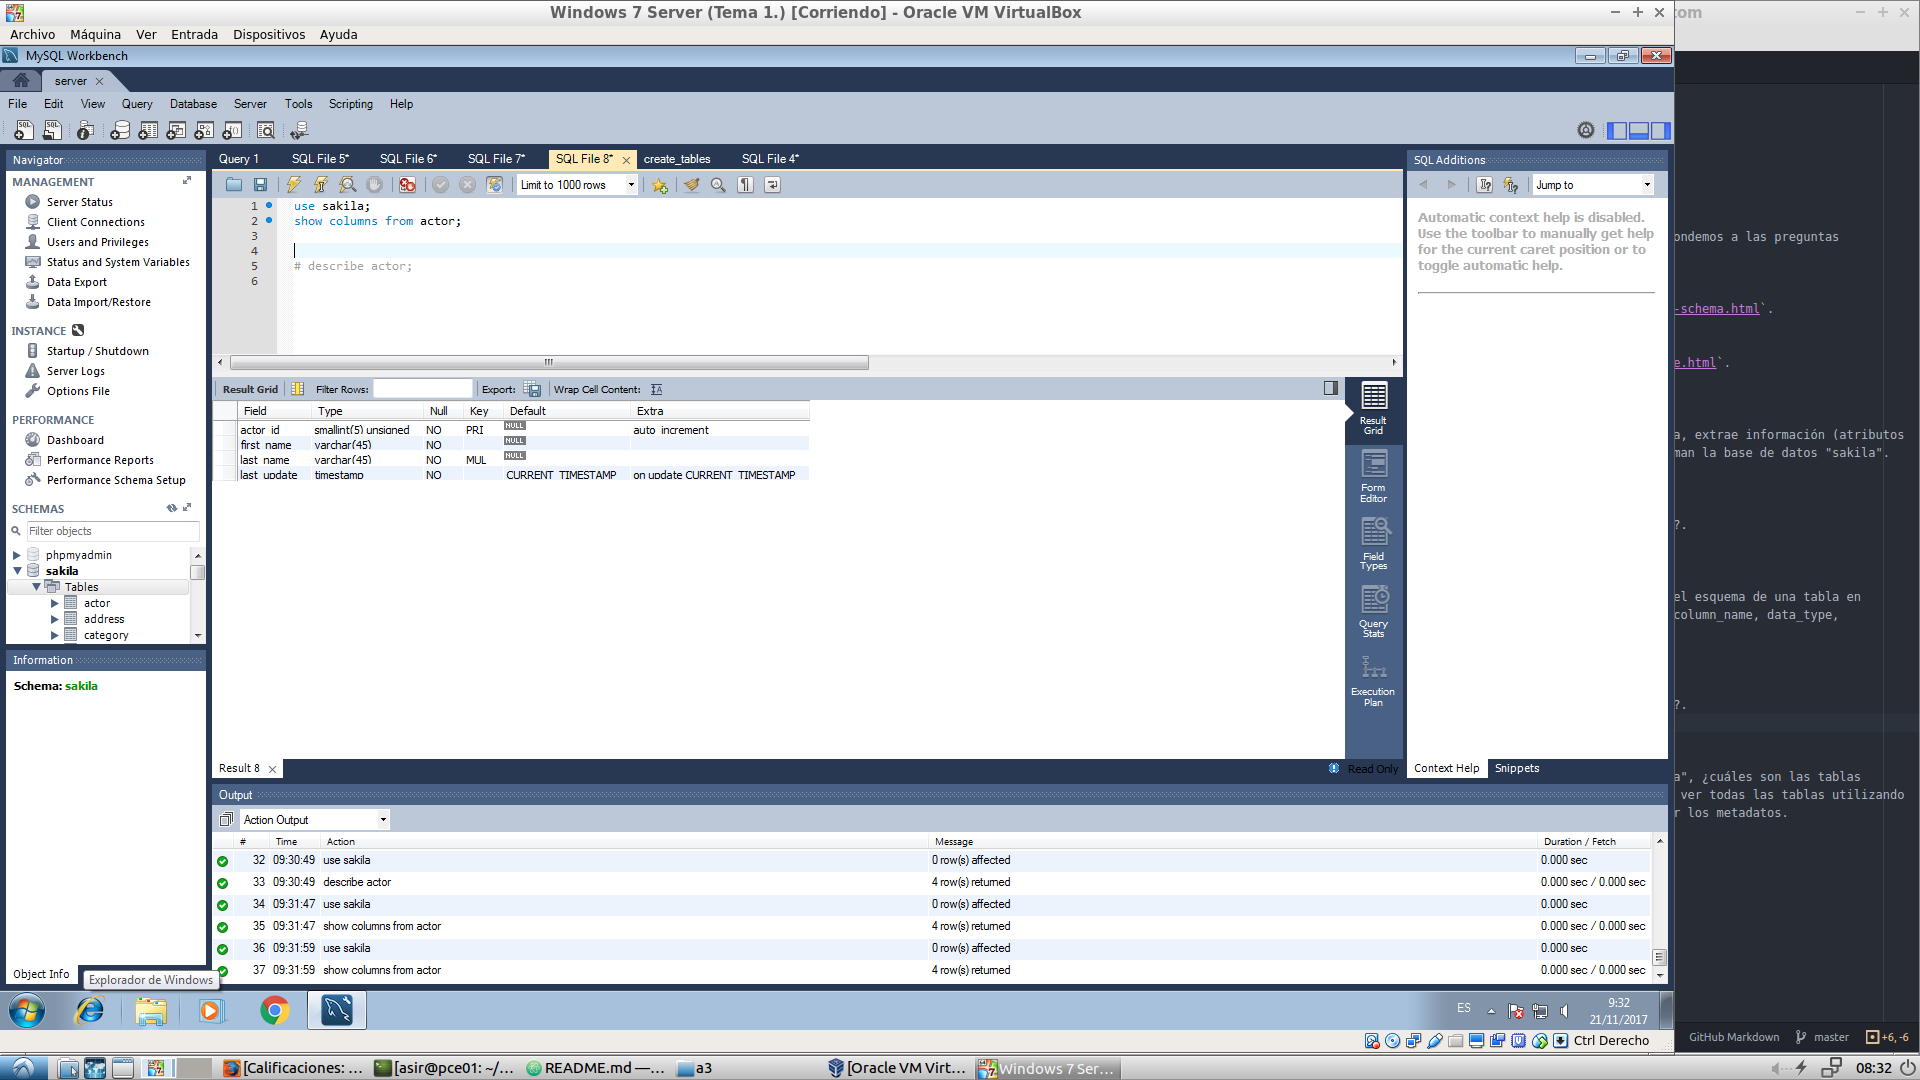 Windows 7 Server (Tema 1.) [Corriendo] - Oracle VM VirtualBox
com
Archivo Máquina Ver Entrada Dispositivos Ayuda
MySQL Workbench
server
File Edit View Query Database Server Tools Scripting Help
Navigator
Query 1 SQL File 5* SQL File 6* SQL File 7* SQL File 8* create_tables SQL File 4*
SQL Additions
MANAGEMENT
Server Status
Client Connections
Users and Privileges
Status and System Variables
Data Export
Data Import/Restore
INSTANCE
Startup / Shutdown
Server Logs
Options File
PERFORMANCE
Dashboard
Performance Reports
Performance Schema Setup
SCHEMAS
Filter objects
phpmyadmin
sakila
Tables
actor
address
category
Information
Schema: sakila
Object Info
Explorador de Windows
Limit to 1000 rows
1 use sakila;
2 show columns from actor;
3
4
5 # describe actor;
6
Result Grid Filter Rows: Export: Wrap Cell Content:
Field Type Null Key Default Extra
actor_id smallint(5) unsigned NO PRI NULL auto_increment
first_name varchar(45) NO NULL
last_name varchar(45) NO MUL NULL
last_update timestamp NO CURRENT_TIMESTAMP on update CURRENT_TIMESTAMP
Result Grid
Form Editor
Field Types
Query Stats
Execution Plan
Result 8
Read Only
Jump to
Automatic context help is disabled.
Use the toolbar to manually get help
for the current caret position or to
toggle automatic help.
Context Help Snippets
Output
Action Output
# Time Action Message Duration / Fetch
32 09:30:49 use sakila 0 row(s) affected 0.000 sec
33 09:30:49 describe actor 4 row(s) returned 0.000 sec / 0.000 sec
34 09:31:47 use sakila 0 row(s) affected 0.000 sec
35 09:31:47 show columns from actor 4 row(s) returned 0.000 sec / 0.000 sec
36 09:31:59 use sakila 0 row(s) affected 0.000 sec
37 09:31:59 show columns from actor 4 row(s) returned 0.000 sec / 0.000 sec
ondemos a las preguntas
-schema.html`.
e.html`.
a, extrae información (atributos
man la base de datos "sakila".
?.
el esquema de una tabla en
column_name, data_type,
?.
a", ¿cuáles son las tablas
ver todas las tablas utilizando
r los metadatos.
ES
9:32
21/11/2017
Ctrl Derecho
GitHub Markdown master +6, -6
[Calificaciones: ... [asir@pce01: ~/... README.md —... a3 [Oracle VM Virt... Windows 7 Ser...
08:32